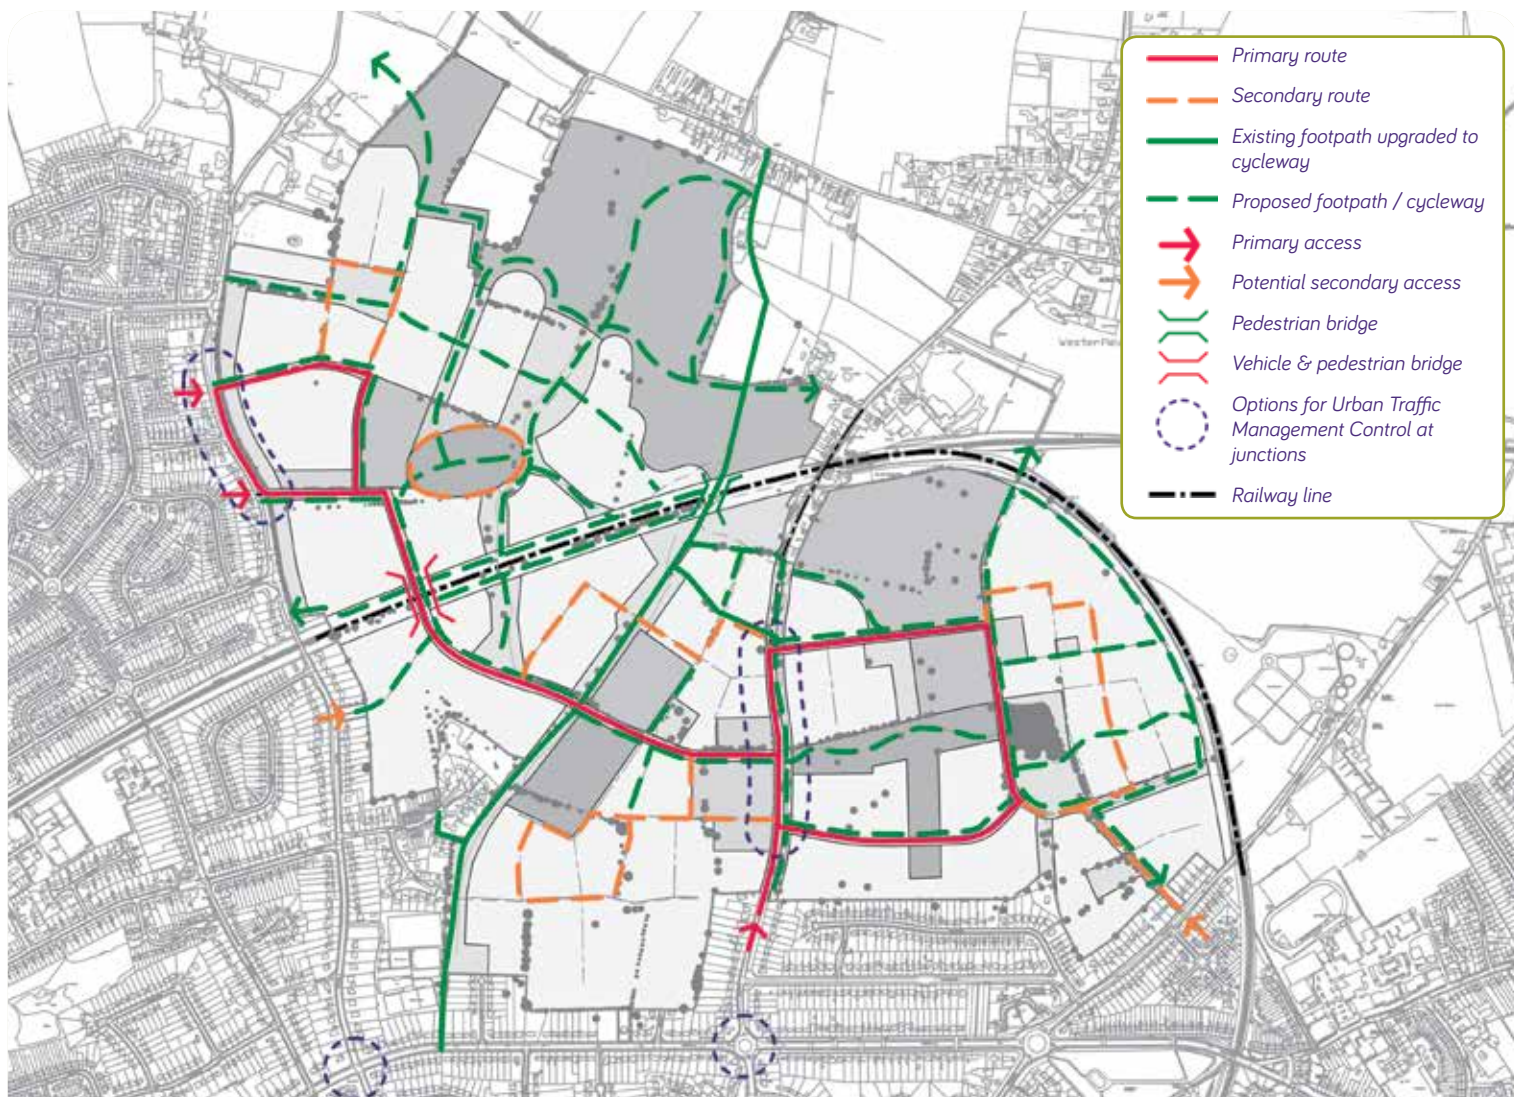 Primary route
Secondary route
Existing footpath upgraded to
cycleway
Proposed footpath / cycleway
Primary access
Potential secondary access
Pedestrian bridge
Vehicle & pedestrian bridge
Options for Urban Traffic
Management Control at
junctions
Railway line